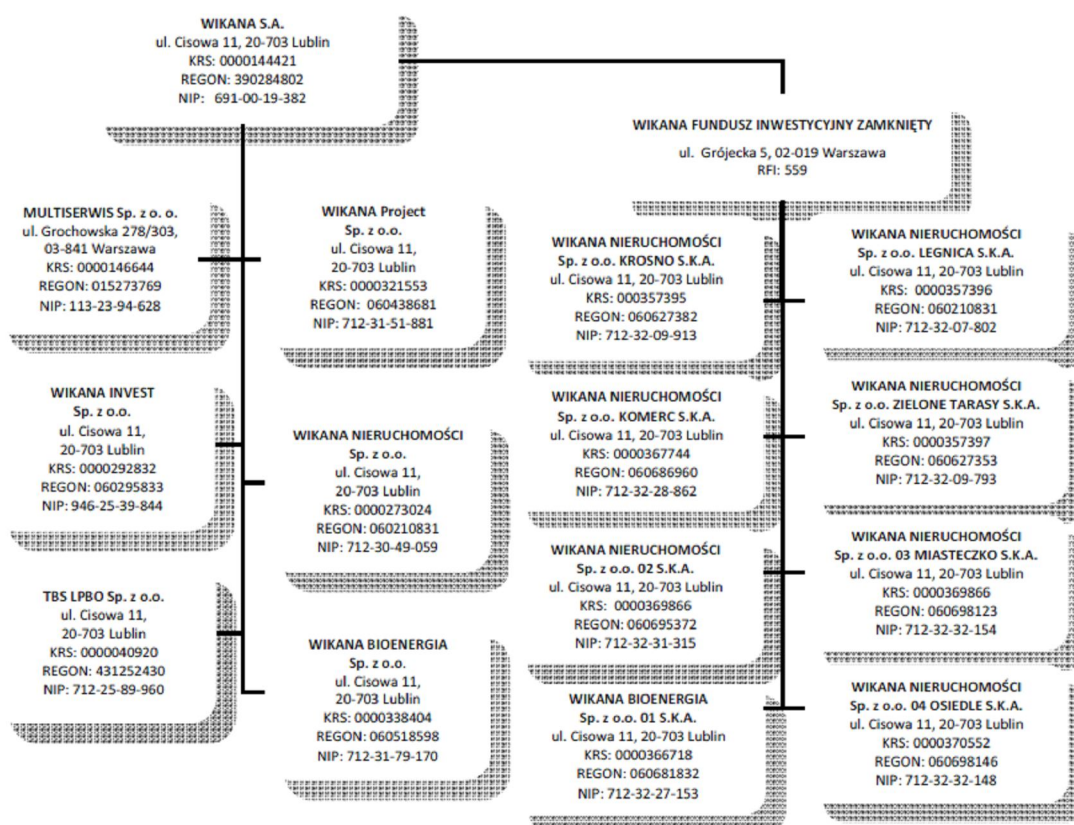 WIKANA S.A.
ul. Cisowa 11, 20-703 Lublin
KRS: 0000144421
REGON: 390284802
NIP: 691-00-19-382
WIKANA FUNDUSZ INWESTYCYJNY ZAMKNIĘTY
ul. Grójecka 5, 02-019 Warszawa
RFI: 559
MULTISERWIS Sp. z o. o.
ul. Grochowska 278/303,
03-841 Warszawa
KRS: 0000146644
REGON: 015273769
NIP: 113-23-94-628
WIKANA Project
Sp. z o.o.
ul. Cisowa 11,
20-703 Lublin
KRS: 0000321553
REGON: 060438681
NIP: 712-31-51-881
WIKANA INVEST
Sp. z o.o.
ul. Cisowa 11,
20-703 Lublin
KRS: 0000292832
REGON: 060295833
NIP: 946-25-39-844
WIKANA NIERUCHOMOŚCI
Sp. z o.o.
ul. Cisowa 11,
20-703 Lublin
KRS: 0000273024
REGON: 060210831
NIP: 712-30-49-059
TBS LPBO Sp. z o.o.
ul. Cisowa 11,
20-703 Lublin
KRS: 0000040920
REGON: 431252430
NIP: 712-25-89-960
WIKANA BIOENERGIA
Sp. z o.o.
ul. Cisowa 11,
20-703 Lublin
KRS: 0000338404
REGON: 060518598
NIP: 712-31-79-170
WIKANA NIERUCHOMOŚCI
Sp. z o.o. KROSNO S.K.A.
ul. Cisowa 11, 20-703 Lublin
KRS: 000357395
REGON: 060627382
NIP: 712-32-09-913
WIKANA NIERUCHOMOŚCI
Sp. z o.o. LEGNICA S.K.A.
ul. Cisowa 11, 20-703 Lublin
KRS: 0000357396
REGON: 060210831
NIP: 712-32-07-802
WIKANA NIERUCHOMOŚCI
Sp. z o.o. KOMERC S.K.A.
ul. Cisowa 11, 20-703 Lublin
KRS: 0000367744
REGON: 060686960
NIP: 712-32-28-862
WIKANA NIERUCHOMOŚCI
Sp. z o.o. ZIELONE TARASY S.K.A.
ul. Cisowa 11, 20-703 Lublin
KRS: 0000357397
REGON: 060627353
NIP: 712-32-09-793
WIKANA NIERUCHOMOŚCI
Sp. z o.o. 02 S.K.A.
ul. Cisowa 11, 20-703 Lublin
KRS: 0000369866
REGON: 060695372
NIP: 712-32-31-315
WIKANA NIERUCHOMOŚCI
Sp. z o.o. 03 MIASTECZKO S.K.A.
ul. Cisowa 11, 20-703 Lublin
KRS: 0000369866
REGON: 060698123
NIP: 712-32-32-154
WIKANA BIOENERGIA
Sp. z o.o. 01 S.K.A.
ul. Cisowa 11, 20-703 Lublin
KRS: 0000366718
REGON: 060681832
NIP: 712-32-27-153
WIKANA NIERUCHOMOŚCI
Sp. z o.o. 04 OSIEDLE S.K.A.
ul. Cisowa 11, 20-703 Lublin
KRS: 0000370552
REGON: 060698146
NIP: 712-32-32-148